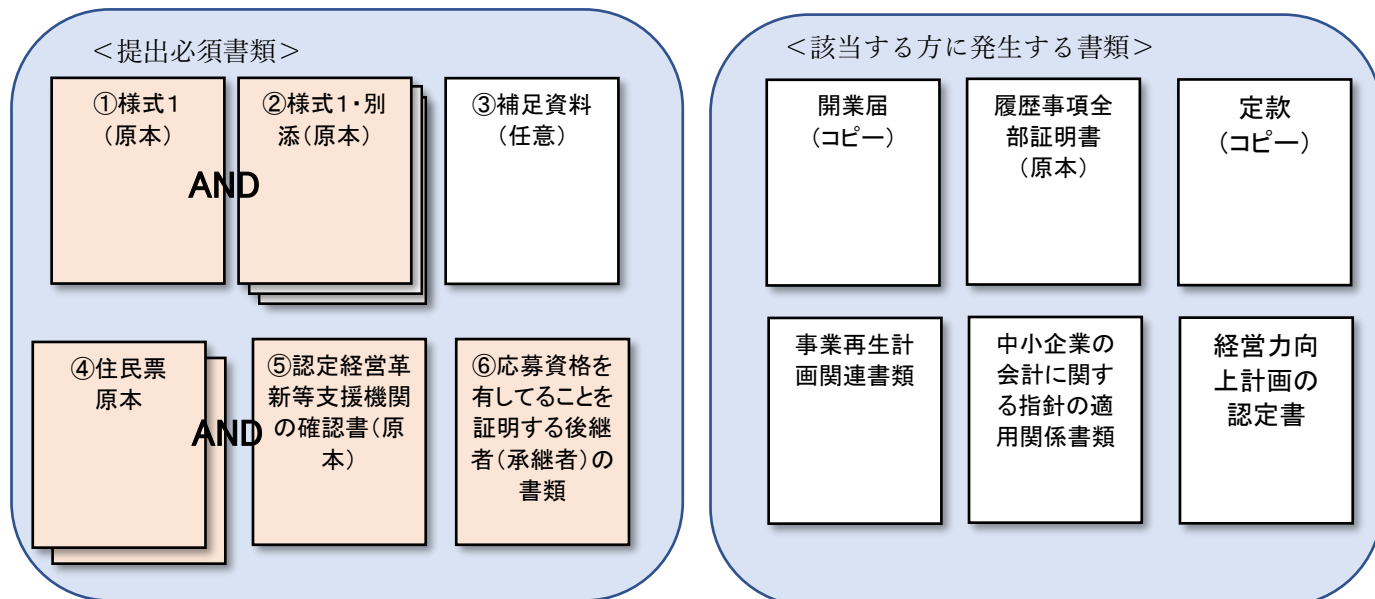 ＜提出必須書類＞
①様式１
（原本）
AND
②様式１・別
添（原本）
③補足資料
（任意）
④住民票
原本
AND
⑤認定経営革
新等支援機関
の確認書（原
本）
⑥応募資格を
有してることを
証明する後継
者（承継者）の
書類
＜該当する方に発生する書類＞
開業届
（コピー）
履歴事項全
部証明書
（原本）
定款
（コピー）
事業再生計
画関連書類
中小企業の
会計に関す
る指針の適
用関係書類
経営力向
上計画の
認定書